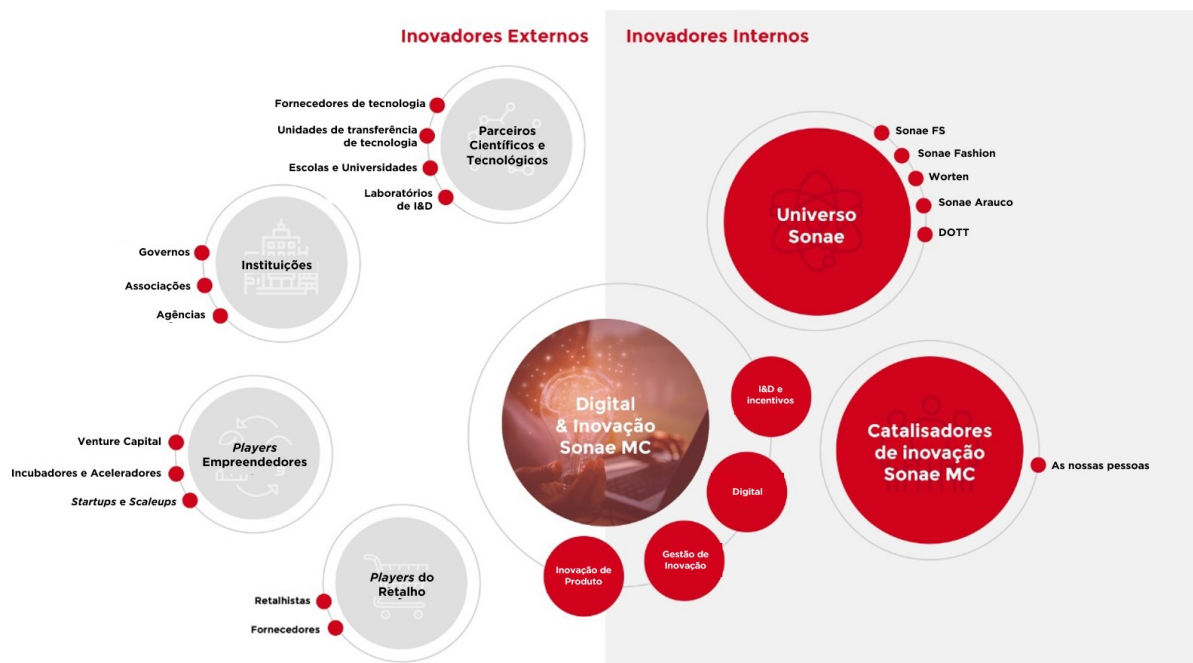 Inovadores Externos
Inovadores Internos
Fornecedores de tecnologia
Unidades de transferência
de tecnologia
Escolas e Universidades
Laboratórios
de I&D
Parceiros
Científicos e
Tecnológicos
Governos
Associações
Agências
Instituições
Venture Capital
Incubadores e Aceleradores
Startups e Scaleups
Players
Empreendedores
Retalhistas
Fornecedores
Players do
Retalho
Digital
& Inovação
Sonae MC
I&D e
incentivos
Digital
Gestão de
Inovação
Inovação de
Produto
Universo
Sonae
Sonae FS
Sonae Fashion
Worten
Sonae Arauco
DOTT
Catalisadores
de inovação
Sonae MC
As nossas pessoas